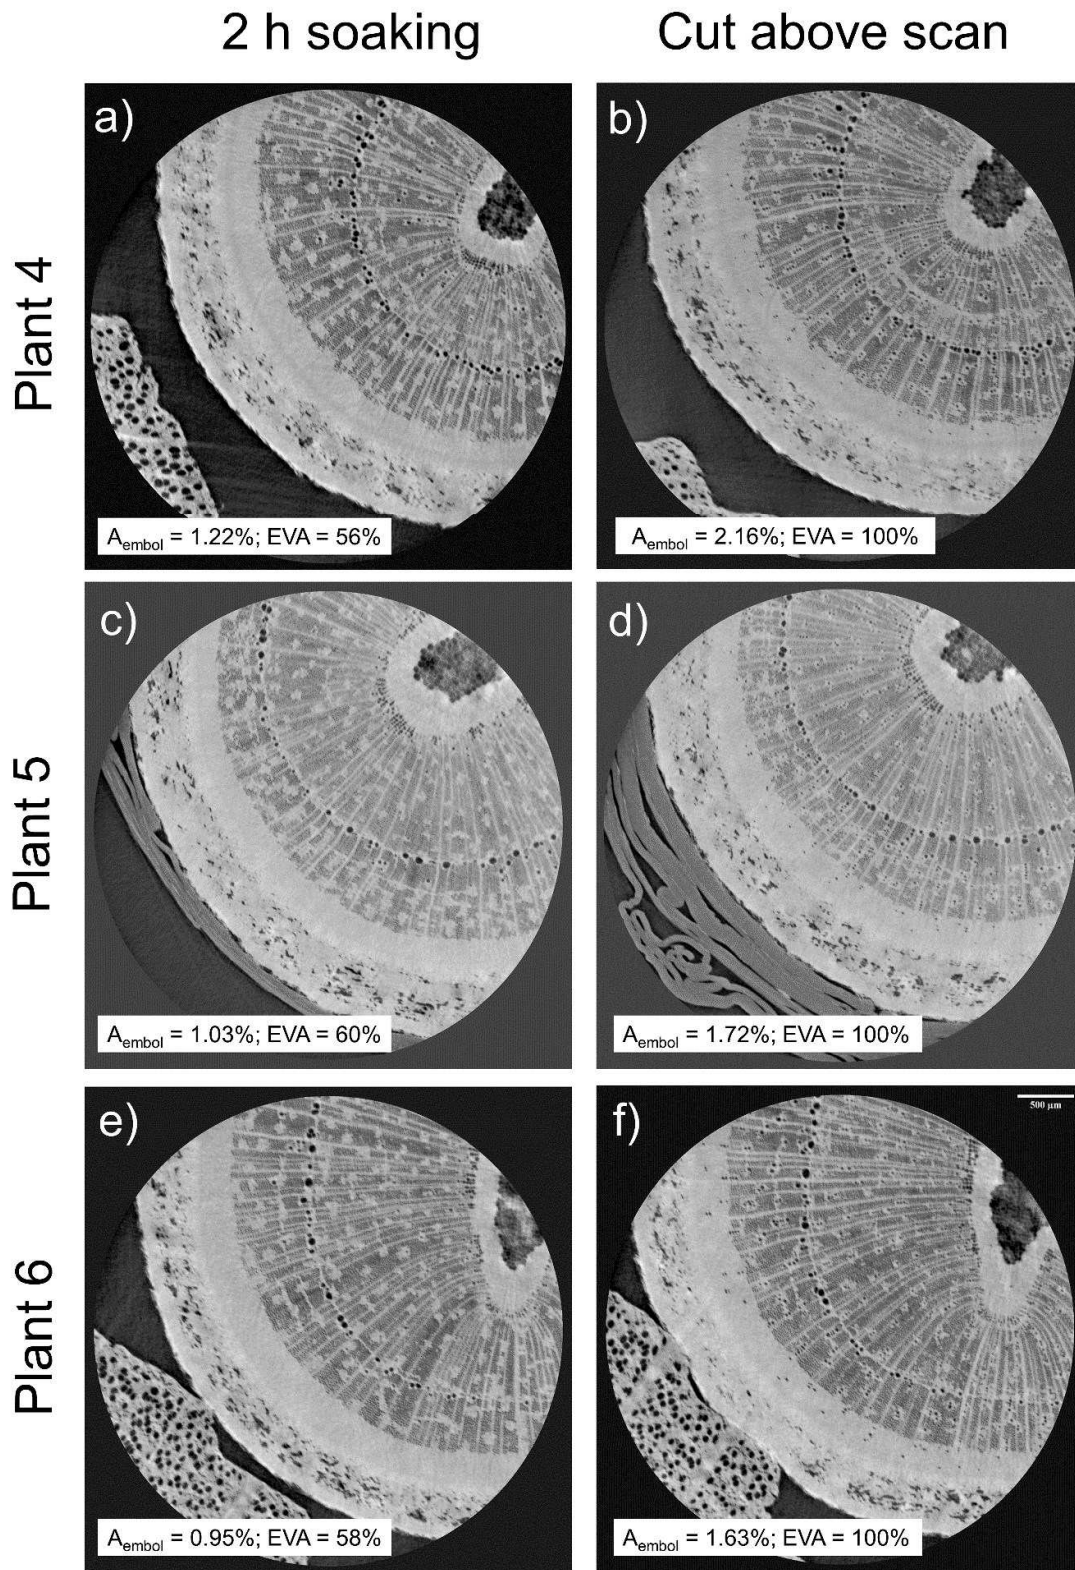 2 h soaking
Cut above scan
Plant 4
a)
A_embol = 1.22%; EVA = 56%
b)
A_embol = 2.16%; EVA = 100%
Plant 5
c)
A_embol = 1.03%; EVA = 60%
d)
A_embol = 1.72%; EVA = 100%
Plant 6
e)
A_embol = 0.95%; EVA = 58%
f)
500 μm
A_embol = 1.63%; EVA = 100%